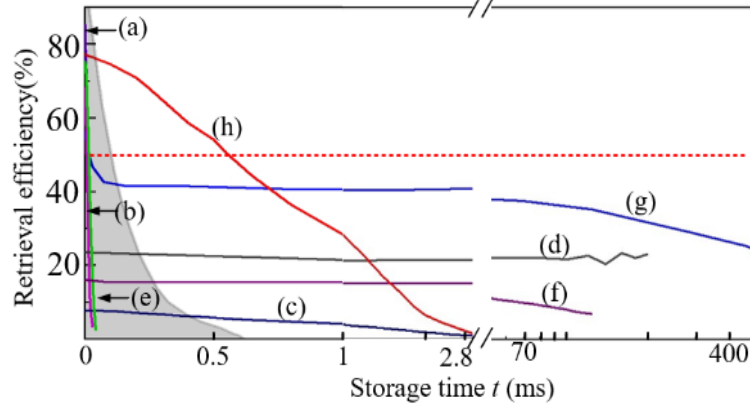 Retrieval efficiency(%)
80
60
40
20
(a)
(b)
(e)
(h)
(c)
(g)
(d)
(f)
0
0.5
1
2.8
70
400
Storage time t (ms)